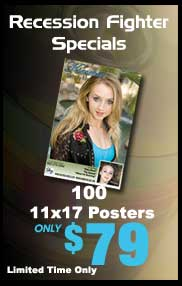 Recession Fighter
Specials
100
11x17 Posters
ONLY
$79
Limited Time Only